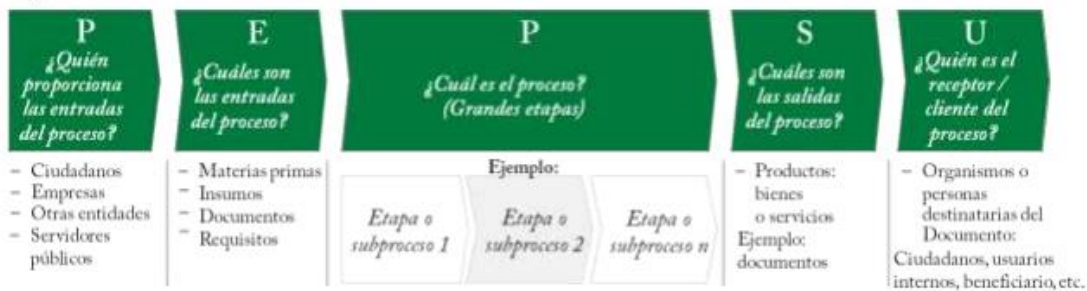 P
¿Quién
proporciona
las entradas
del proceso?
– Ciudadanos
– Empresas
– Otras entidades
– Servidores
públicos
E
¿Cuáles son
las entradas
del proceso?
– Materias primas
– Insumos
– Documentos
– Requisitos
P
¿Cuál es el proceso?
(Grandes etapas)
Ejemplo:
Etapa o
subproceso 1
Etapa o
subproceso 2
Etapa o
subproceso n
S
¿Cuáles son
las salidas
del proceso?
– Productos:
bienes
o servicios
Ejemplo:
documentos
U
¿Quién es el
receptor/
cliente del
proceso?
– Organismos o
personas
destinatarias del
Documento:
Ciudadanos, usuarios
internos, beneficiario, etc.